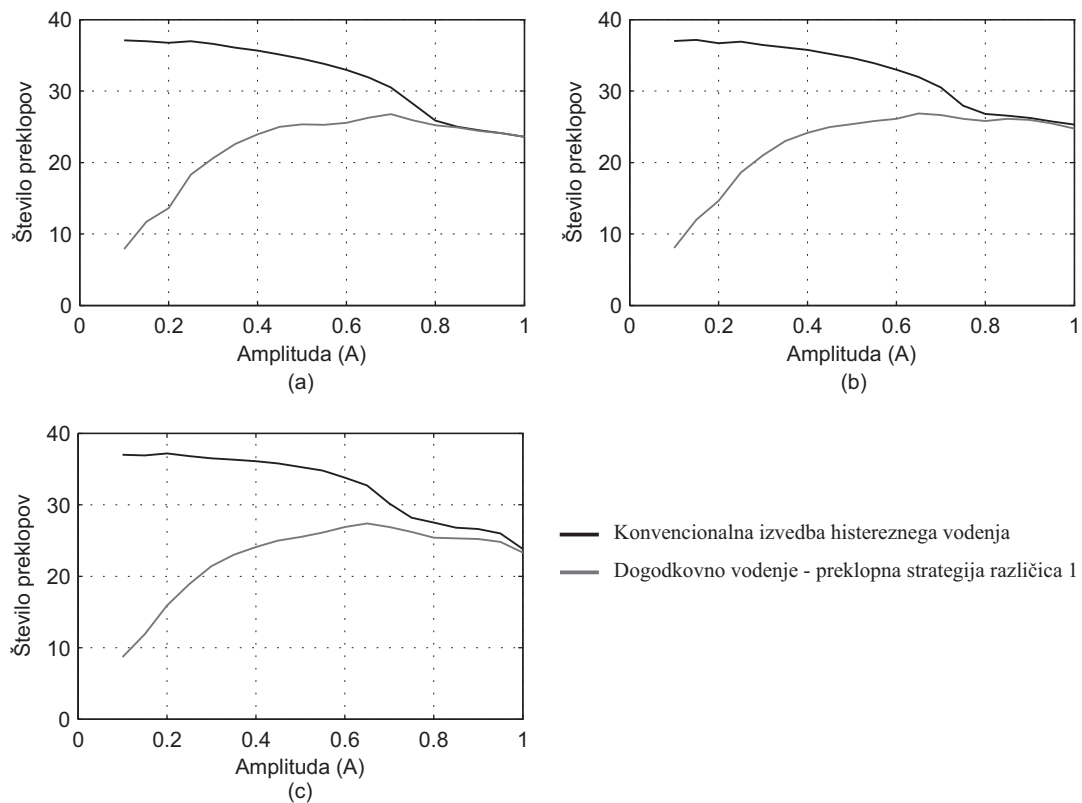 40
30
20
10
0
Število preklopov
0 0.2 0.4 0.6 0.8 1
Amplituda (A)
(a)
40
30
20
10
0
Število preklopov
0 0.2 0.4 0.6 0.8 1
Amplituda (A)
(b)
40
30
20
10
0
Število preklopov
0 0.2 0.4 0.6 0.8 1
Amplituda (A)
(c)
Konvencionalna izvedba histereznega vodenja
Dogodkovno vodenje - preklopna strategija različica 1